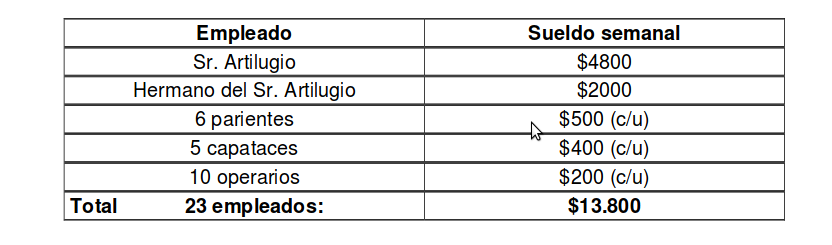 Empleado Sueldo semanal
Sr. Artilugio $4800
Hermano del Sr. Artilugio $2000
6 parientes $500 (c/u)
5 capataces $400 (c/u)
10 operarios $200 (c/u)
Total 23 empleados: $13.800